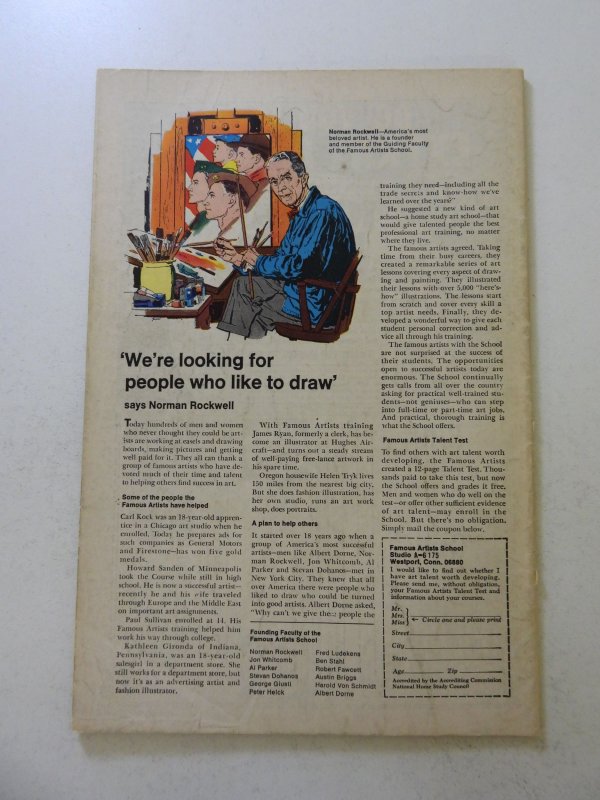 Norman Rockwell—America's most
beloved artist. He is a founder
and member of the Guiding Faculty
of the Famous Artists School.
'We're looking for
people who like to draw'
says Norman Rockwell
Today hundreds of men and women
who never thought they could be art-
ists are working at easels and drawing
boards, making pictures and getting
well paid for it. They all can thank a
group of famous artists who have de-
voted much of their time and talent
to helping others find success in art.
Some of the people the
Famous Artists have helped
Carl Kock was an 18-year-old appren-
tice in a Chicago art studio when he
enrolled. Today he prepares ads for
such companies as General Motors
and Firestone—has won five gold
medals.
Howard Sanden of Minneapolis
took the Course while still in high
school. He is now a successful artist—
recently he and his wife traveled
through Europe and the Middle East
on important art assignments.
Paul Sullivan enrolled at 14. His
Famous Artists training helped him
work his way through college.
Kathleen Gironda of Indiana,
Pennsylvania, was an 18-year-old
salesgirl in a department store. She
still works for a department store, but
now it's as an advertising artist and
fashion illustrator.
With Famous Artists training
James Ryan, formerly a clerk, has be-
come an illustrator at Hughes Air-
craft—and turns out a steady stream
of well-paying free-lance artwork in
his spare time.
Oregon housewife Helen Tryk lives
150 miles from the nearest big city.
But she does fashion illustration, has
her own studio, runs an art work
shop, does portraits.
A plan to help others
It started over 18 years ago when a
group of America's most successful
artists—men like Albert Dorne, Nor-
man Rockwell, Jon Whitcomb, Al
Parker and Stevan Dohanos—met in
New York City. They knew that all
over America there were people who
liked to draw who could be turned
into good artists. Albert Dorne asked,
"Why can't we give these people the
Founding Faculty of the
Famous Artists School
Norman Rockwell
Jon Whitcomb
Al Parker
Stevan Dohanos
George Giusti
Peter Helck
Fred Ludekens
Ben Stahl
Robert Fawcett
Austin Briggs
Harold Von Schmidt
Albert Dorne
training they need—including all the
trade secrets and know-how we've
learned over the years?"
He suggested a new kind of art
school—a home study art school—that
would give talented people the best
professional art training, no matter
where they live.
The famous artists agreed. Taking
time from their busy careers, they
created a remarkable series of art
lessons covering every aspect of draw-
ing and painting. They illustrated
their lessons with over 5,000 "here's-
how" illustrations. The lessons start
from scratch and cover every skill a
top artist needs. Finally, they de-
veloped a wonderful way to give each
student personal correction and ad-
vice all through his training.
The famous artists with the School
are not surprised at the success of
their students. The opportunities
open to successful artists today are
enormous. The School continually
gets calls from all over the country
asking for practical well-trained stu-
dents—not geniuses—who can step
into full-time or part-time art jobs.
And practical, thorough training is
what the School offers.
Famous Artists Talent Test
To find others with art talent worth
developing, the Famous Artists
created a 12-page Talent Test. Thou-
sands paid to take this test, but now
the School offers and grades it free.
Men and women who do well on the
test—or offer other sufficient evidence
of art talent—may enroll in the
School. But there's no obligation.
Simply mail the coupon below.
Famous Artists School
Studio A-6175
Westport, Conn. 06880
I would like to find out whether I
have art talent worth developing.
Please send me, without obligation,
your Famous Artists Talent Test and
information about your courses.
Mr.
Mrs.
Miss
Circle one and please print
Street
City
State
Age Zip
Accredited by the Accrediting Commission
National Home Study Council